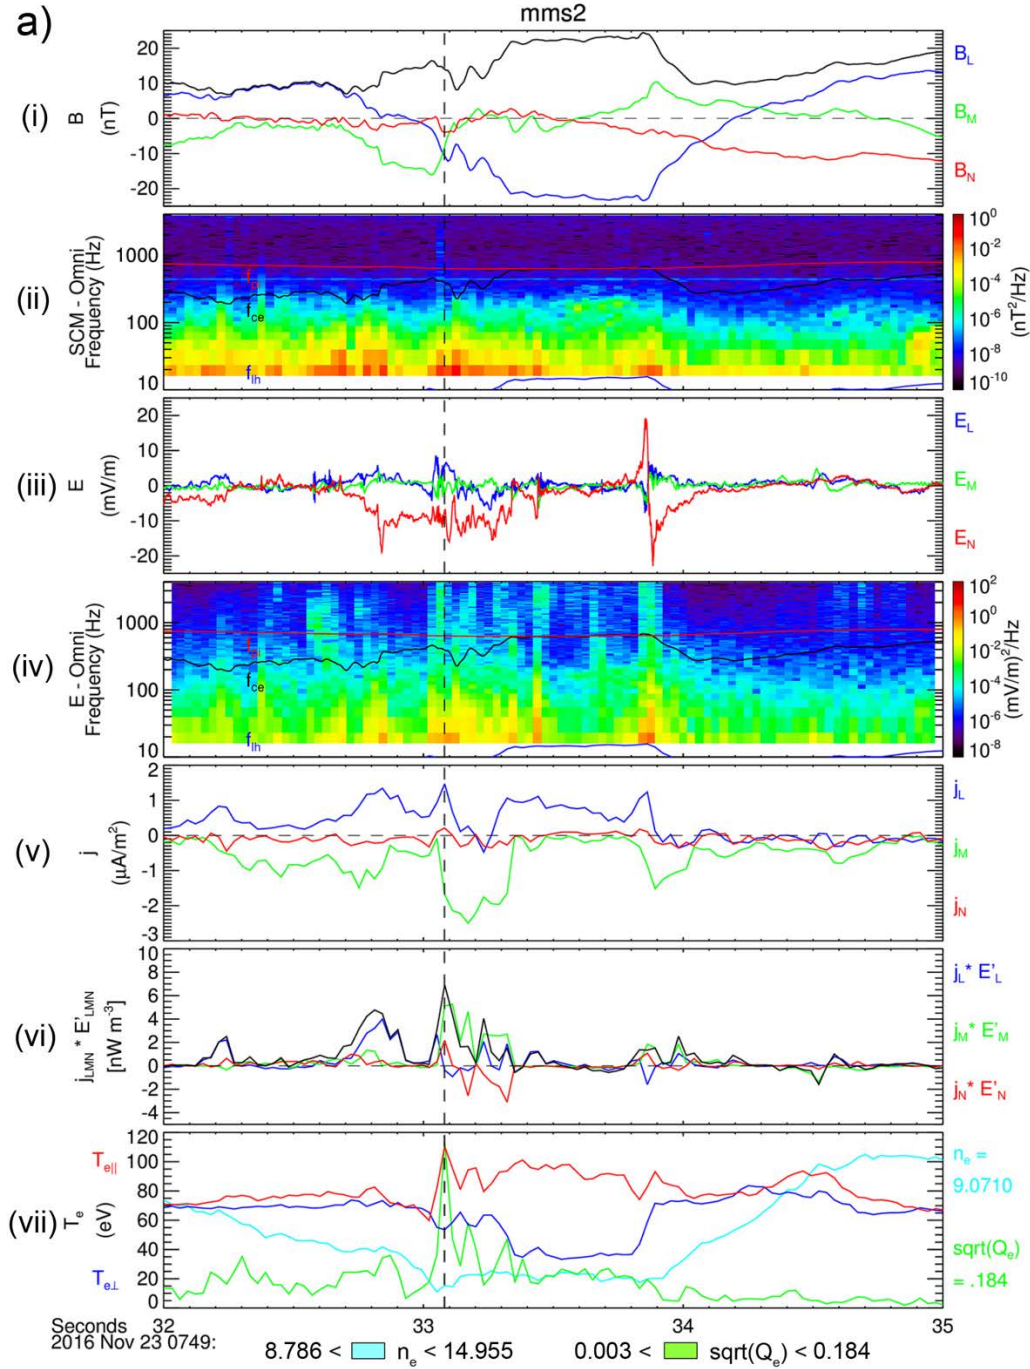 a)
mms2
(i)
B
(nT)
20
10
0
-10
-20
B_L
B_M
B_N
(ii)
SCM - Omni
Frequency (Hz)
1000
100
10
f_ce
f_lh
10^0
10^-2
10^-4
10^-6
10^-8
10^-10
(nT^2/Hz)
(iii)
E
(mV/m)
20
10
0
-10
-20
E_L
E_M
E_N
(iv)
E - Omni
Frequency (Hz)
1000
100
10
f_ce
f_lh
10^2
10^0
10^-2
10^-4
10^-6
10^-8
(mV/m)^2/Hz)
(v)
j
(μA/m^2)
2
1
0
-1
-2
-3
j_L
j_M
j_N
(vi)
j_LMN * E'_LMN
[nW m^-3]
10
8
6
4
2
0
-2
-4
j_L* E'_L
j_M* E'_M
j_N* E'_N
(vii)
T_e
(eV)
120
100
80
60
40
20
0
T_e||
T_e⊥
n_e =
9.0710
sqrt(Q_e)
= .184
32 33 34 35
Seconds
2016 Nov 23 0749:
8.786 < n_e < 14.955 0.003 < sqrt(Q_e) < 0.184